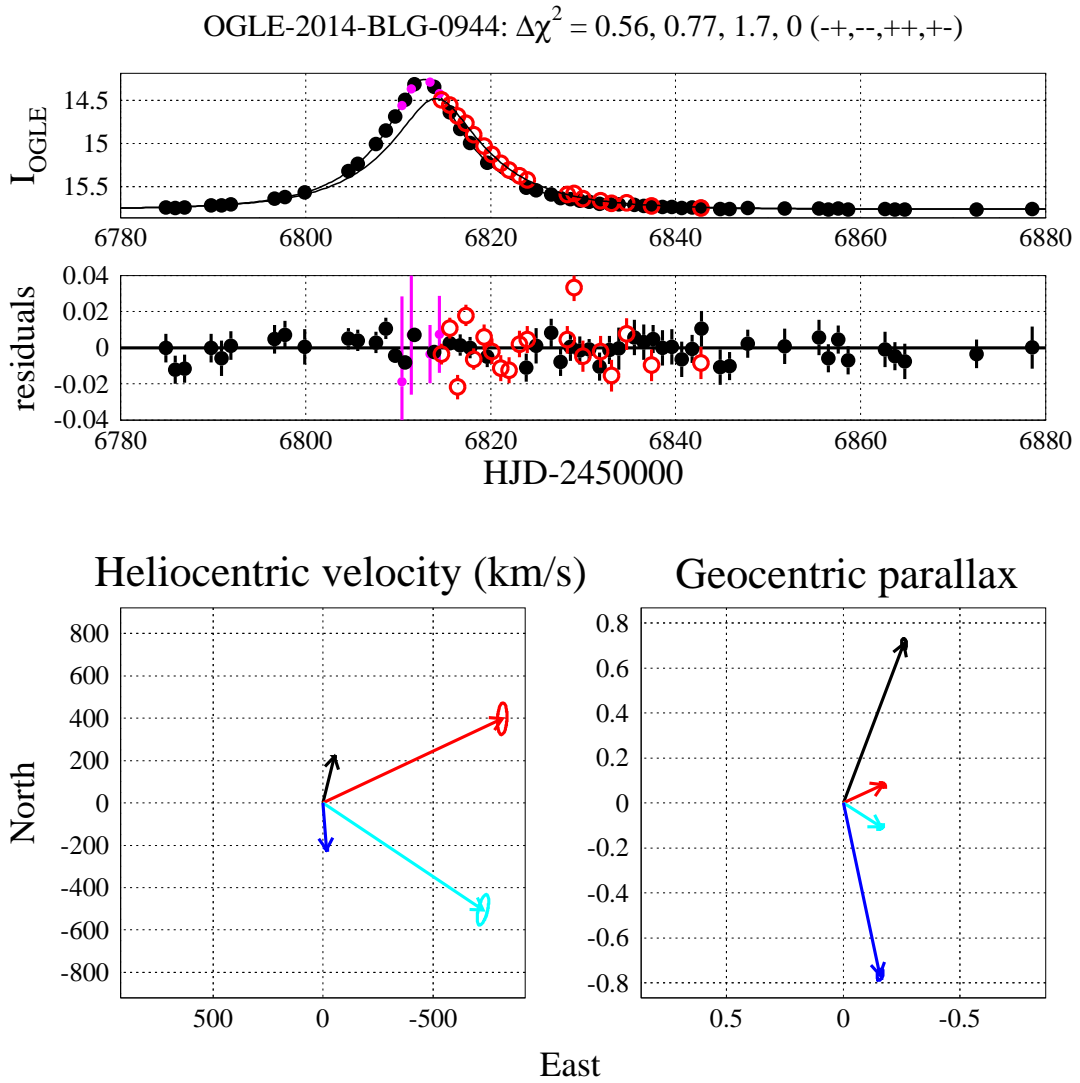 OGLE-2014-BLG-0944: Δχ² = 0.56, 0.77, 1.7, 0 (-+,--,++,+-)
I_OGLE
14.5
15
15.5
6780 6800 6820 6840 6860 6880
residuals
0.04
0.02
0
-0.02
-0.04
6780 6800 6820 6840 6860 6880
HJD-2450000
Heliocentric velocity (km/s)
North
800
600
400
200
0
-200
-400
-600
-800
500 0 -500
Geocentric parallax
0.8
0.6
0.4
0.2
0
-0.2
-0.4
-0.6
-0.8
0.5 0 -0.5
East